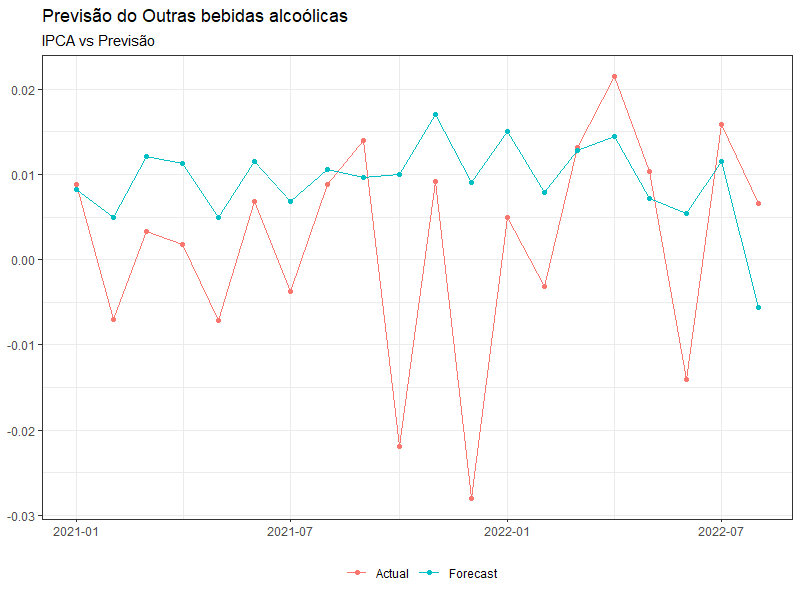 Previsão do Outras bebidas alcoólicas
IPCA vs Previsão
0.02
0.01
0.00
-0.01
-0.02
-0.03
2021-01 2021-07 2022-01 2022-07
Actual Forecast